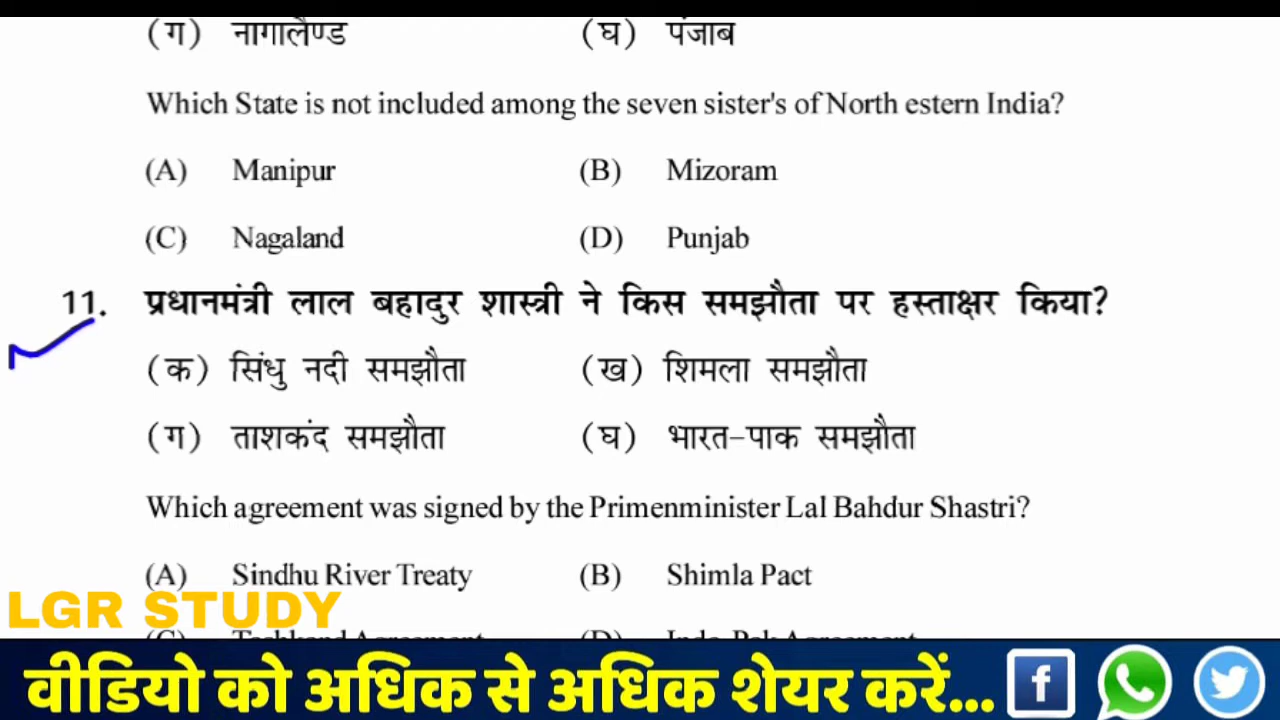 (ग) नागालैण्ड (घ) पंजाब
Which State is not included among the seven sister's of North estern India?
(A) Manipur (B) Mizoram
(C) Nagaland (D) Punjab
11. प्रधानमंत्री लाल बहादुर शास्त्री ने किस समझौता पर हस्ताक्षर किया?
(क) सिंधु नदी समझौता (ख) शिमला समझौता
(ग) ताशकंद समझौता (घ) भारत-पाक समझौता
Which agreement was signed by the Primenminister Lal Bahdur Shastri?
(A) Sindhu River Treaty (B) Shimla Pact
LGR STUDY
वीडियो को अधिक से अधिक शेयर करें...